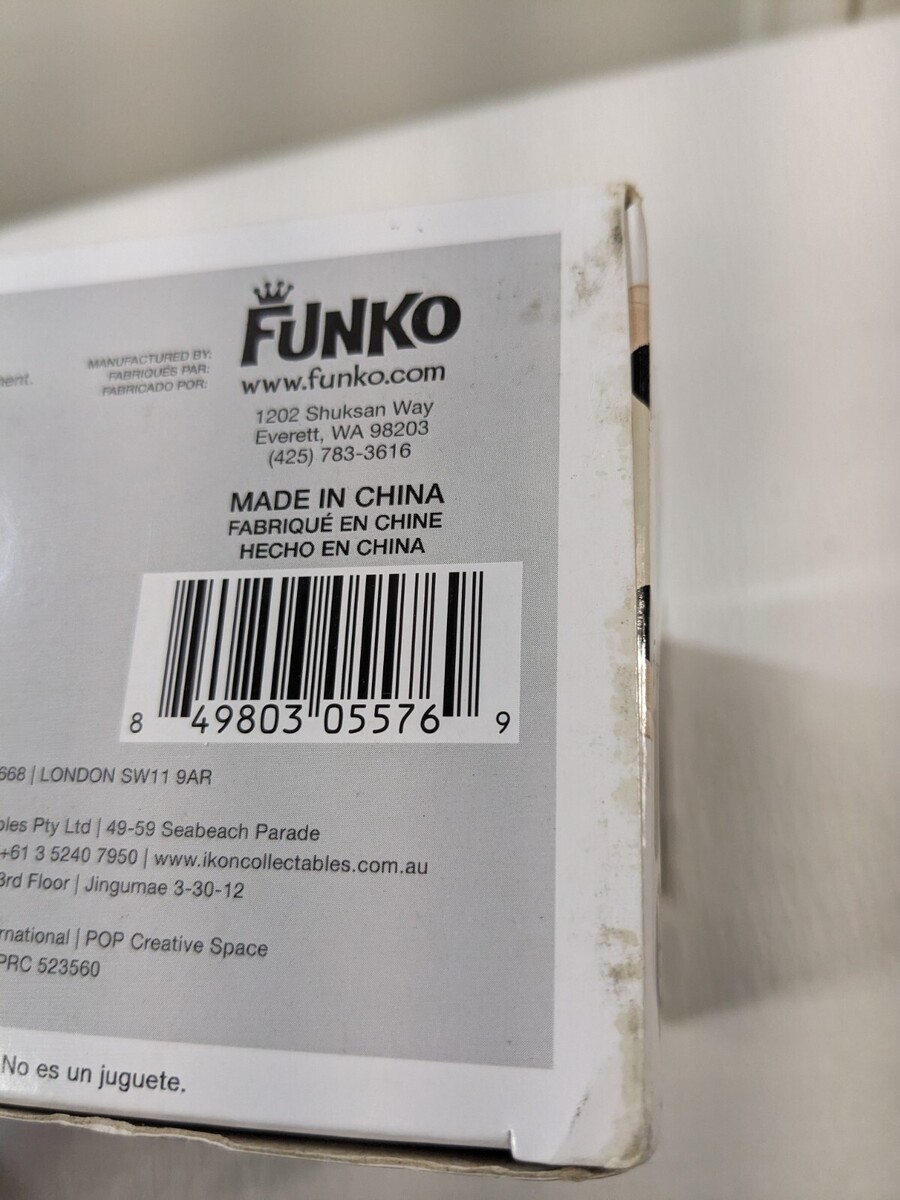 FUNKO
www.funko.com
MANUFACTURED BY:
FABRIQUÉS PAR:
FABRICADO POR:
1202 Shuksan Way
Everett, WA 98203
(425) 783-3616
MADE IN CHINA
FABRIQUÉ EN CHINE
HECHO EN CHINA
8 49803 05576 9
668 | LONDON SW11 9AR
Pty Ltd | 49-59 Seabeach Parade
+61 3 5240 7950 | www.ikoncollectables.com.au
3rd Floor | Jingumae 3-30-12
| POP Creative Space
PRC 523560
No es un juguete.